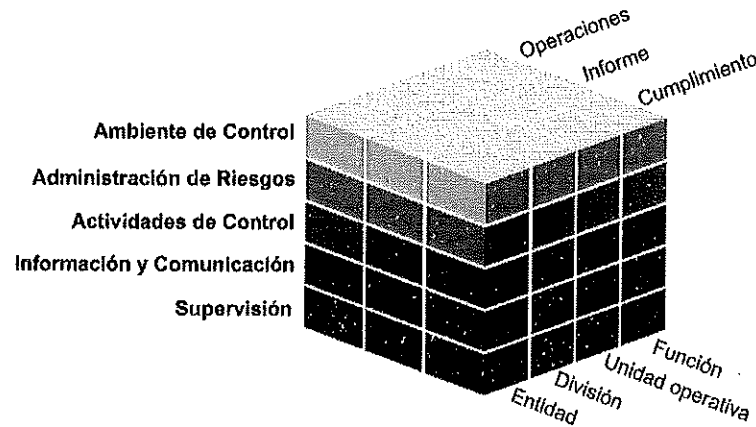 Operaciones
Informe
Cumplimiento
Ambiente de Control
Administración de Riesgos
Actividades de Control
Información y Comunicación
Supervisión
Función
Unidad operativa
División
Entidad